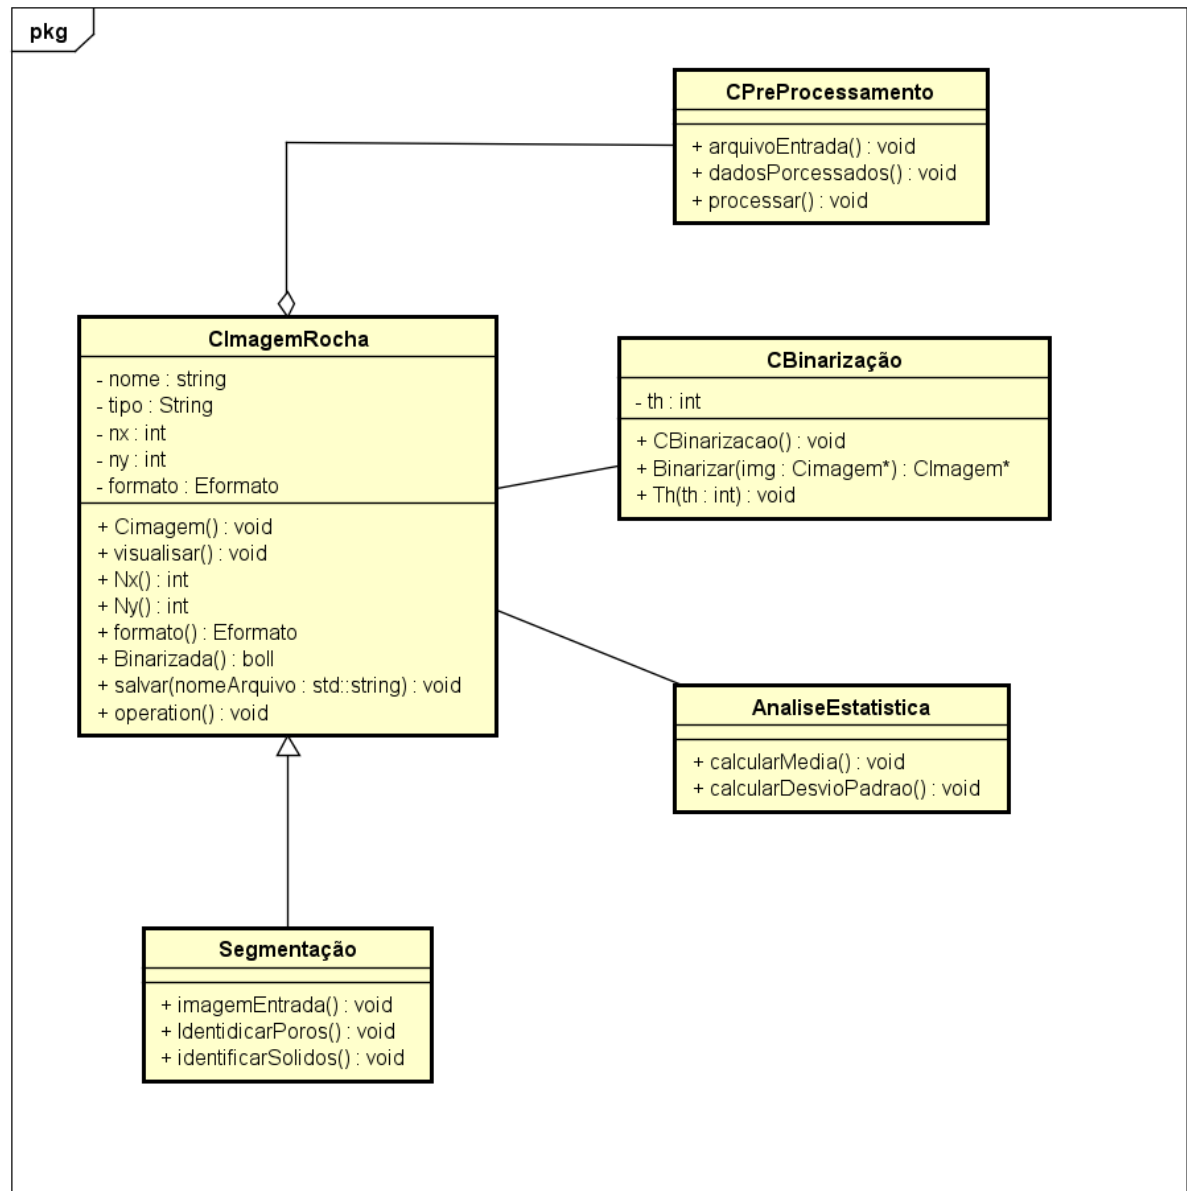 pkg
CPreProcessamento
+ arquivoEntrada() : void
+ dadosPorcessados() : void
+ processar() : void
CImagemRocha
- nome : string
- tipo : String
- nx : int
- ny : int
- formato : Eformato
+ Cimagem() : void
+ visualisar() : void
+ Nx() : int
+ Ny() : int
+ formato() : Eformato
+ Binarizada() : boll
+ salvar(nomeArquivo : std::string) : void
+ operation() : void
CBinarização
- th : int
+ CBinarizacao() : void
+ Binarizar(img : Cimagem*) : CImagem*
+ Th(th : int) : void
AnaliseEstatistica
+ calcularMedia() : void
+ calcularDesvioPadrao() : void
Segmentação
+ imagemEntrada() : void
+ IdentidicarPoros() : void
+ identificarSolidos() : void